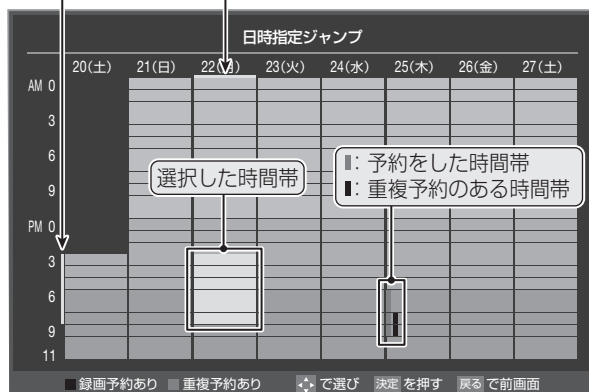 日時指定ジャンプ
20(土) 21(日) 22(月) 23(火) 24(水) 25(木) 26(金) 27(土)
AM 0
3
6
9
PM 0
3
6
9
11
選択した時間帯
:予約をした時間帯
:重複予約のある時間帯
録画予約あり 重複予約あり で選び 決定 を押す 戻る で前画面